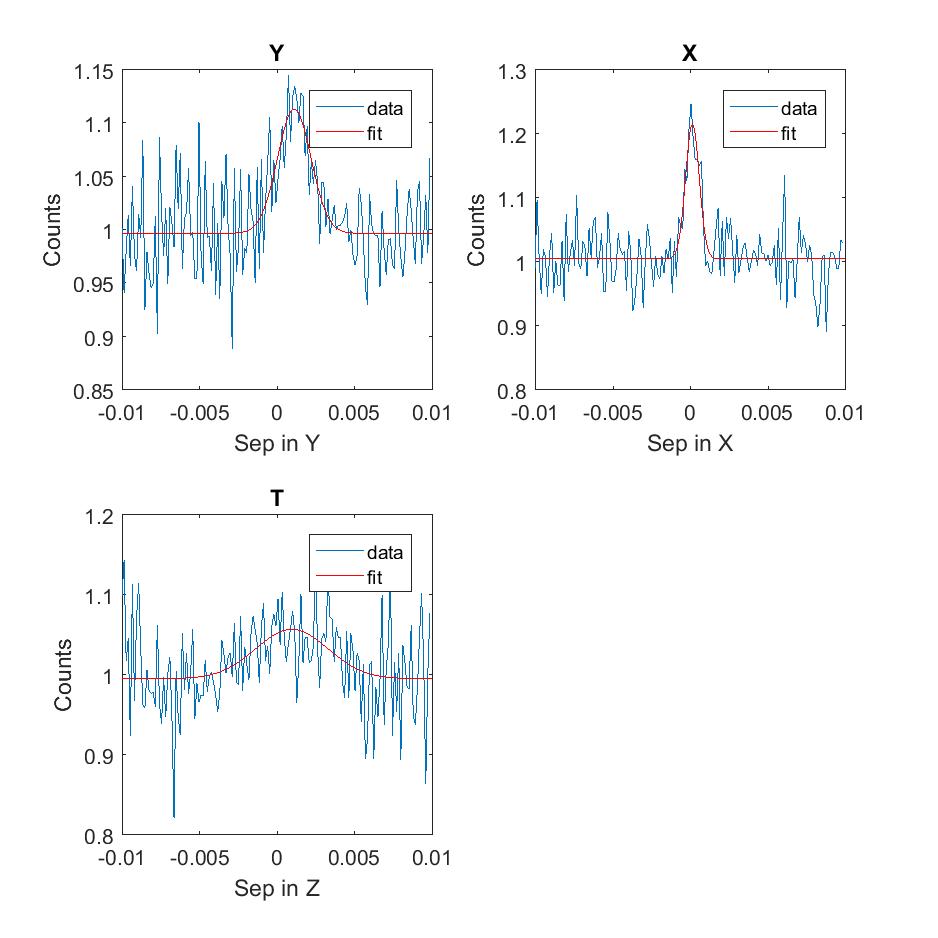 Y
1.15
1.1
1.05
1
0.95
0.9
0.85
Counts
data
fit
-0.01 -0.005 0 0.005 0.01
Sep in Y
X
1.3
1.2
1.1
1
0.9
0.8
Counts
data
fit
-0.01 -0.005 0 0.005 0.01
Sep in X
T
1.2
1.1
1
0.9
0.8
Counts
data
fit
-0.01 -0.005 0 0.005 0.01
Sep in Z